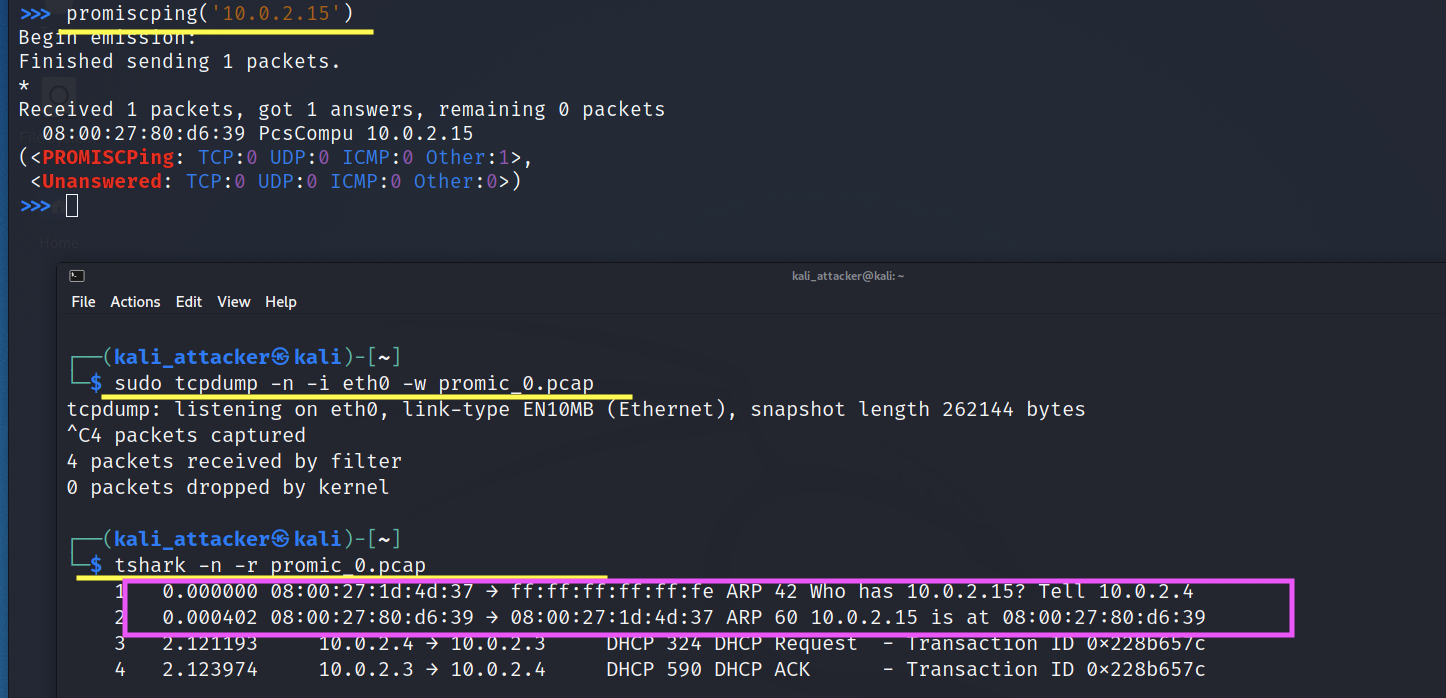 >>> promiscping('10.0.2.15')
Begin emission:
Finished sending 1 packets.
*
Received 1 packets, got 1 answers, remaining 0 packets
  08:00:27:80:d6:39 PcsCompu 10.0.2.15
(<PROMISCPing: TCP:0 UDP:0 ICMP:0 Other:1>,
 <Unanswered: TCP:0 UDP:0 ICMP:0 Other:0>)
>>>
Home
kali_attacker@kali: ~
File Actions Edit View Help
┌──(kali_attacker㉿kali)-[~]
└─$ sudo tcpdump -n -i eth0 -w promic_0.pcap
tcpdump: listening on eth0, link-type EN10MB (Ethernet), snapshot length 262144 bytes
^C4 packets captured
4 packets received by filter
0 packets dropped by kernel
┌──(kali_attacker㉿kali)-[~]
└─$ tshark -n -r promic_0.pcap
    1   0.000000 08:00:27:1d:4d:37 → ff:ff:ff:ff:ff:fe ARP 42 Who has 10.0.2.15? Tell 10.0.2.4
    2   0.000402 08:00:27:80:d6:39 → 08:00:27:1d:4d:37 ARP 60 10.0.2.15 is at 08:00:27:80:d6:39
    3   2.121193     10.0.2.4 → 10.0.2.3     DHCP 324 DHCP Request  - Transaction ID 0×228b657c
    4   2.123974     10.0.2.3 → 10.0.2.4     DHCP 590 DHCP ACK      - Transaction ID 0×228b657c